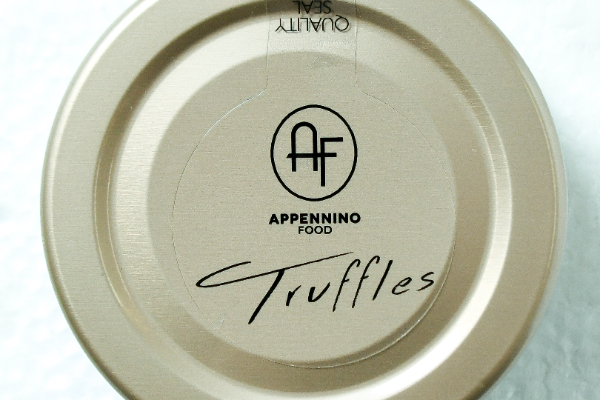 QUALITY
SEAL
AF
APPENNINO
FOOD
Truffles